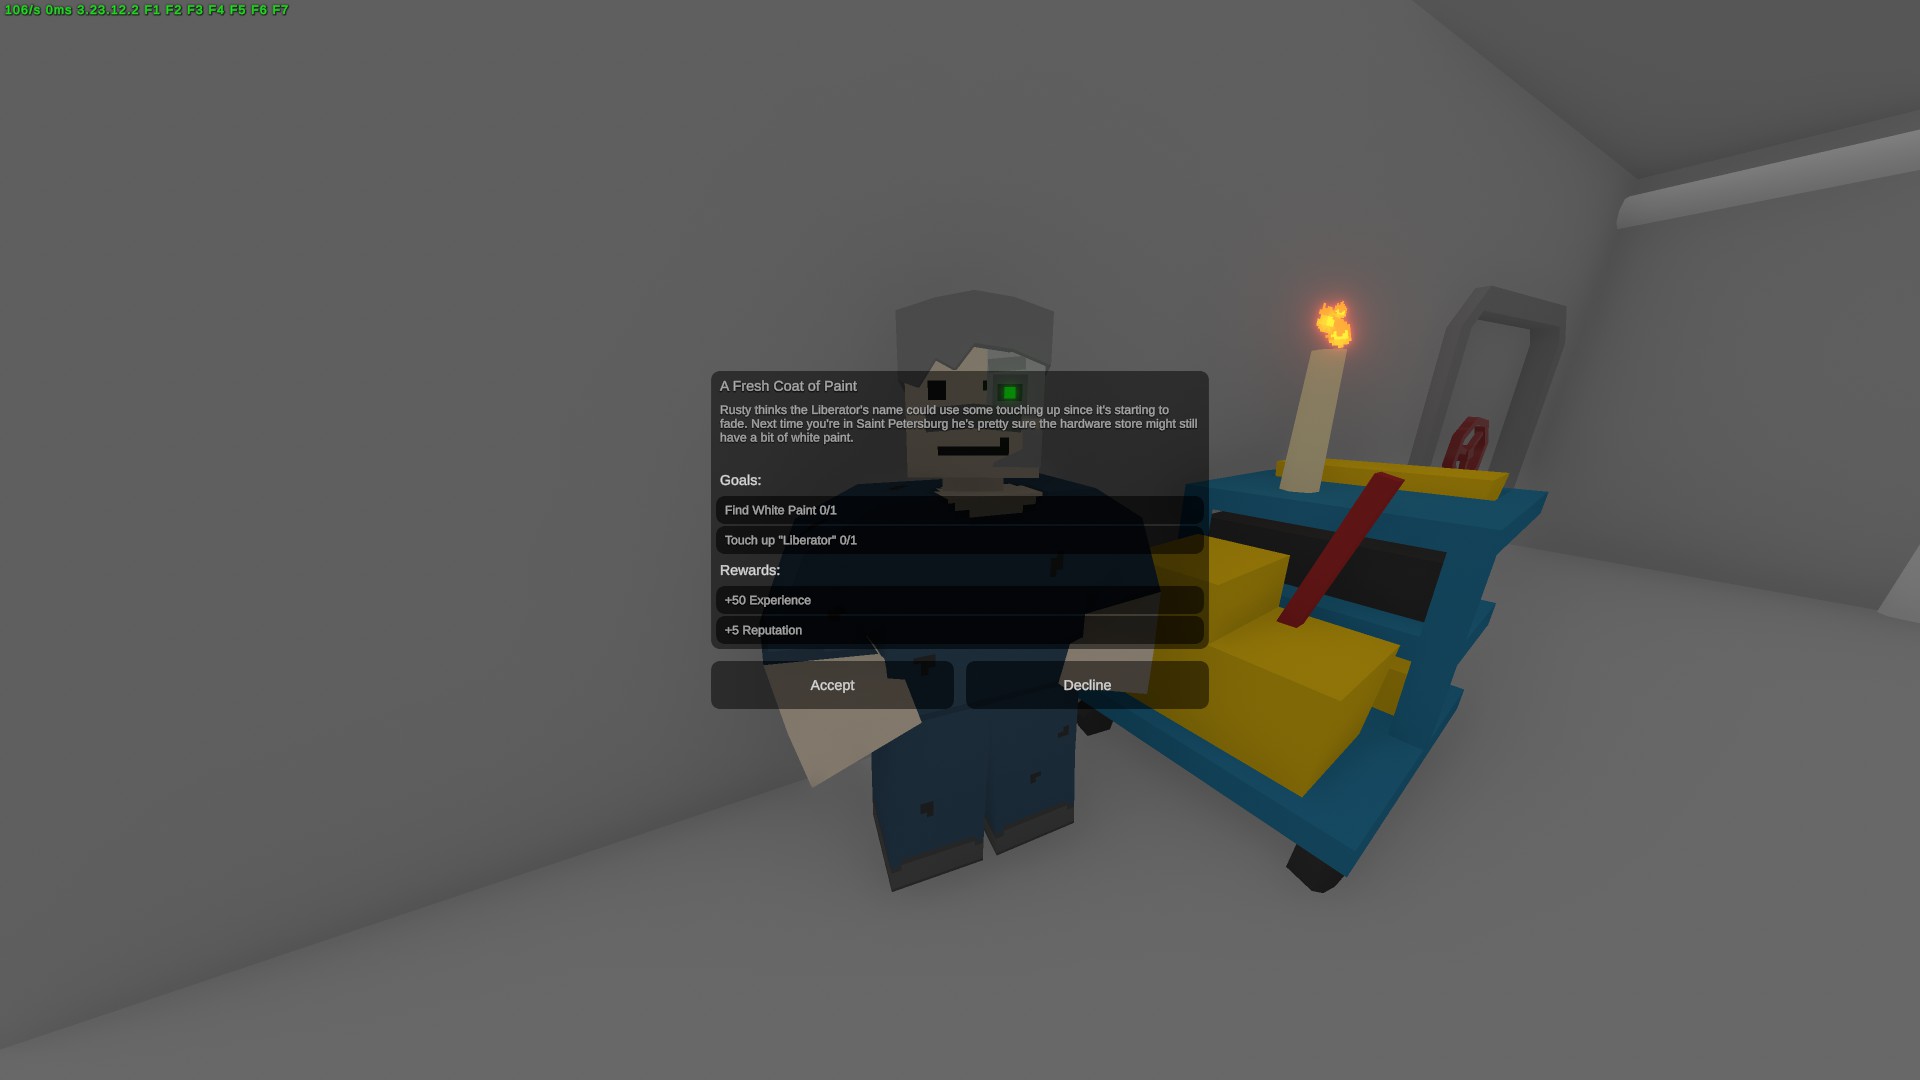 106/s 0ms 3.23.12.2 F1 F2 F3 F4 F5 F6 F7
A Fresh Coat of Paint
Rusty thinks the Liberator's name could use some touching up since it's starting to
fade. Next time you're in Saint Petersburg he's pretty sure the hardware store might still
have a bit of white paint.
Goals:
Find White Paint 0/1
Touch up "Liberator" 0/1
Rewards:
+50 Experience
+5 Reputation
Accept
Decline